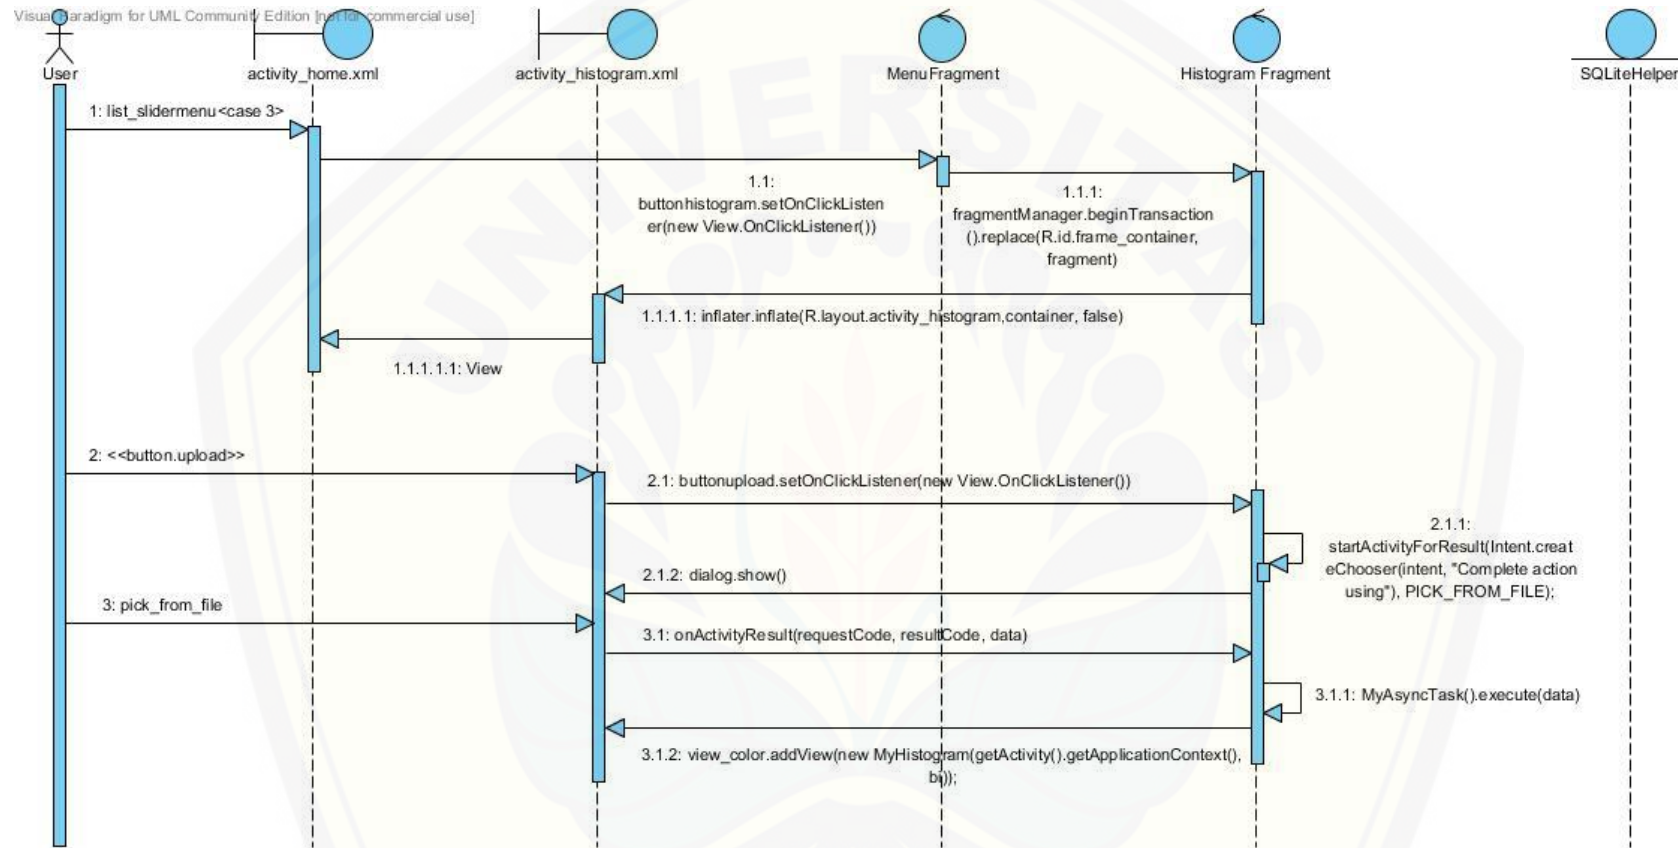 Visual Paradigm for UML Community Edition [not for commercial use]
User
activity_home.xml
activity_histogram.xml
MenuFragment
Histogram Fragment
SQLiteHelper
1: list_slidermenu<case 3>
1.1:
buttonhistogram.setOnClickListen
er(new View.OnClickListener())
1.1.1:
fragmentManager.beginTransaction
().replace(R.id.frame_container,
fragment)
1.1.1.1: inflater.inflate(R.layout.activity_histogram,container, false)
1.1.1.1.1: View
2: <<button.upload>>
2.1: buttonupload.setOnClickListener(new View.OnClickListener())
2.1.1:
startActivityForResult(Intent.creat
eChooser(intent, "Complete action
using"), PICK_FROM_FILE);
2.1.2: dialog.show()
3: pick_from_file
3.1: onActivityResult(requestCode, resultCode, data)
3.1.1: MyAsyncTask().execute(data)
3.1.2: view_color.addView(new MyHistogram(getActivity().getApplicationContext(),
bi));
UNIVERSITAS